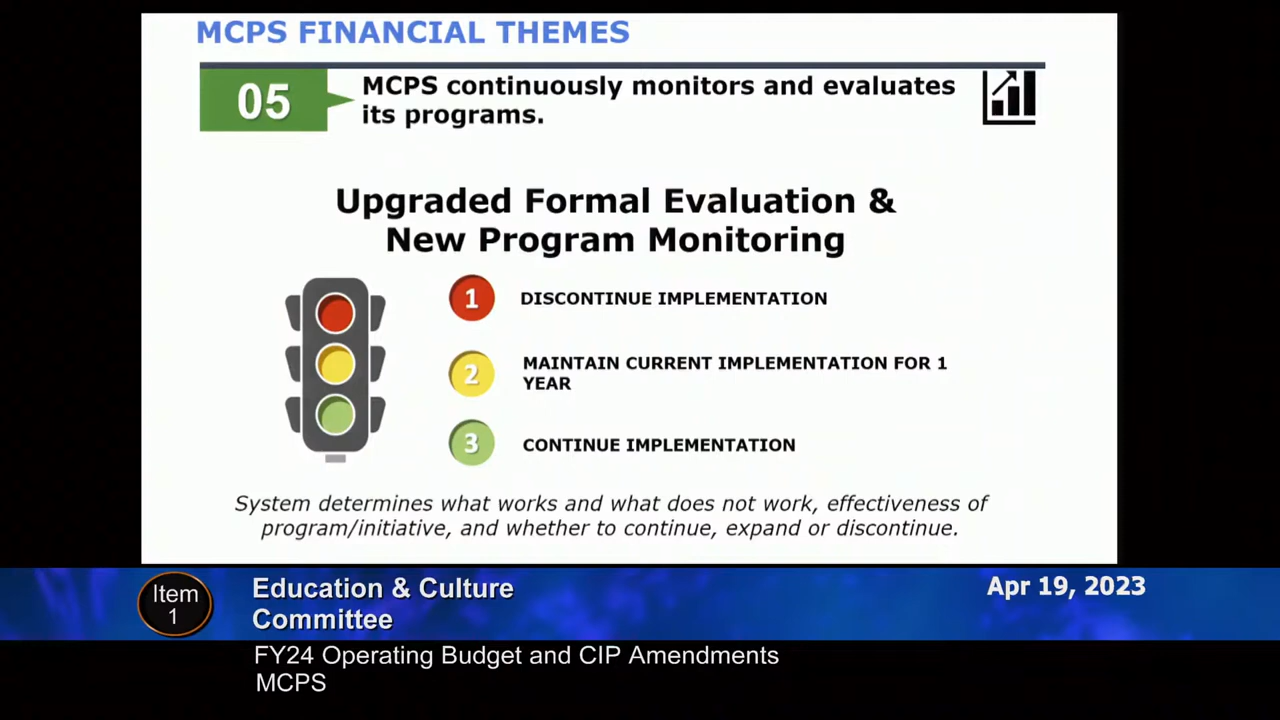 MCPS FINANCIAL THEMES
05
MCPS continuously monitors and evaluates
its programs.
Upgraded Formal Evaluation &
New Program Monitoring
1
DISCONTINUE IMPLEMENTATION
2
MAINTAIN CURRENT IMPLEMENTATION FOR 1
YEAR
3
CONTINUE IMPLEMENTATION
System determines what works and what does not work, effectiveness of
program/initiative, and whether to continue, expand or discontinue.
Item
1
Education & Culture
Committee
Apr 19, 2023
FY24 Operating Budget and CIP Amendments
MCPS